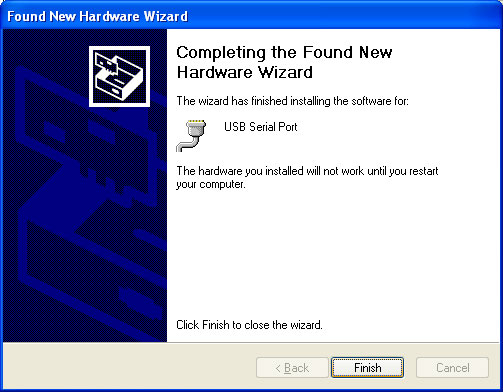 Found New Hardware Wizard
Completing the Found New
Hardware Wizard
The wizard has finished installing the software for:
USB Serial Port
The hardware you installed will not work until you restart
your computer.
Click Finish to close the wizard.
< Back Finish Cancel